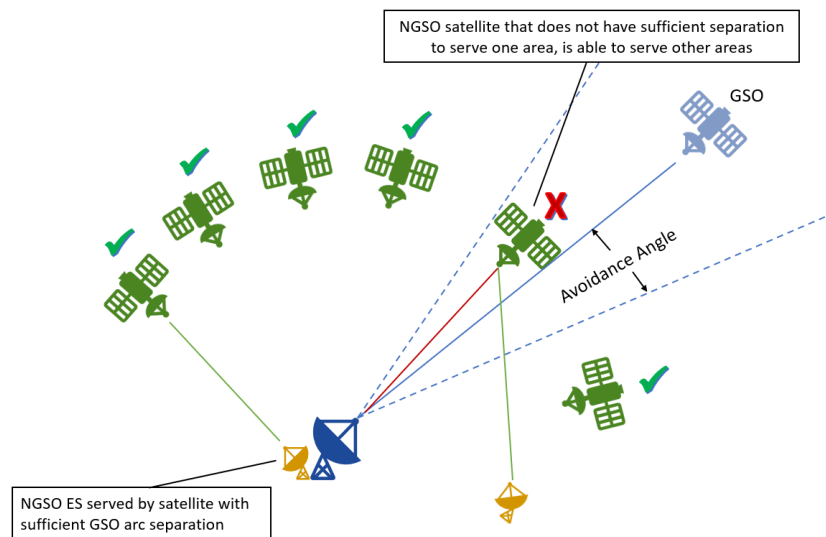 NGSO satellite that does not have sufficient separation
to serve one area, is able to serve other areas
GSO
X
Avoidance Angle
NGSO ES served by satellite with
sufficient GSO arc separation